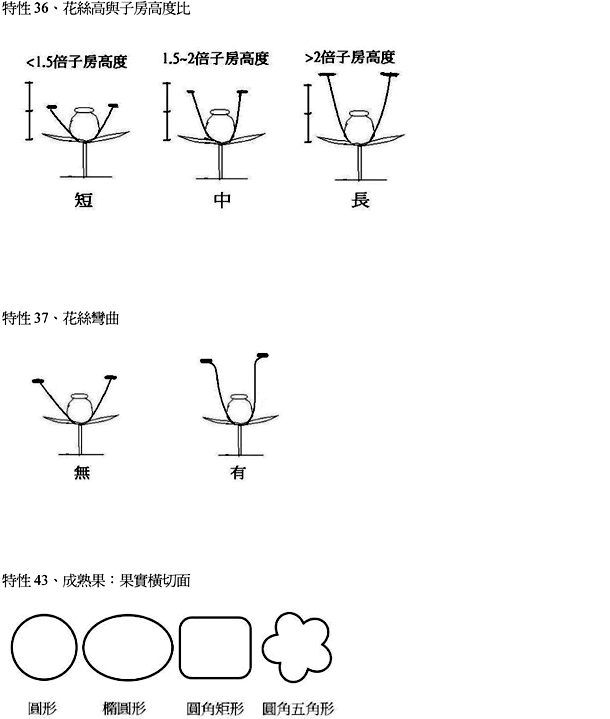 特性 36、花絲高與子房高度比
<1.5倍子房高度 1.5~2倍子房高度 >2倍子房高度
短 中 長
特性 37、花絲彎曲
無 有
特性 43、成熟果：果實橫切面
圓形 橢圓形 圓角矩形 圓角五角形